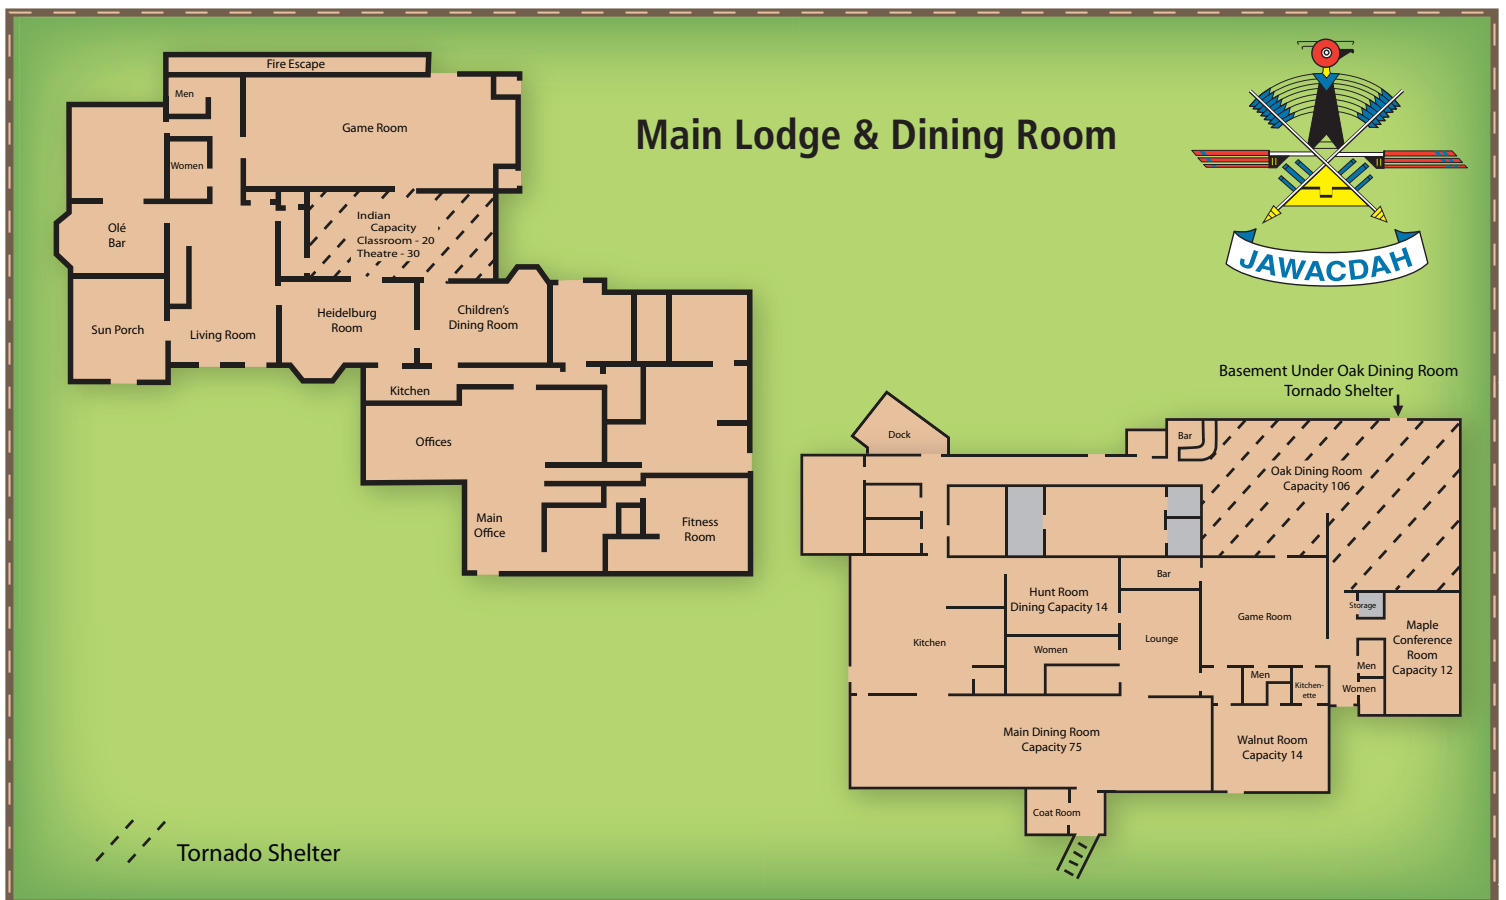 Main Lodge & Dining Room
JAWACDAH
Fire Escape
Men
Game Room
Women
Indian
Capacity
Classroom - 20
Theatre - 30
Olé
Bar
Sun Porch
Living Room
Heidelburg
Room
Children's
Dining Room
Kitchen
Offices
Main
Office
Fitness
Room
Basement Under Oak Dining Room
Tornado Shelter
Dock
Bar
Oak Dining Room
Capacity 106
Hunt Room
Dining Capacity 14
Bar
Kitchen
Women
Lounge
Game Room
Storage
Maple
Conference
Room
Capacity 12
Men
Women
Men
Kitchen-
ette
Main Dining Room
Capacity 75
Walnut Room
Capacity 14
Coat Room
Tornado Shelter